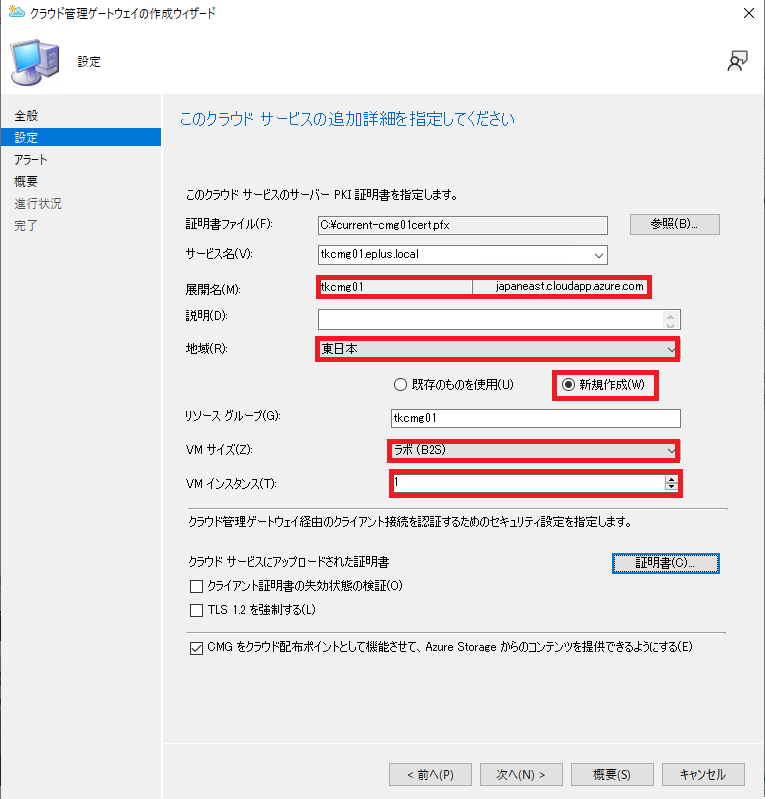 クラウド管理ゲートウェイの作成ウィザード
設定
全般
設定
アラート
概要
進行状況
完了
このクラウド サービスの追加詳細を指定してください
このクラウド サービスのサーバー PKI 証明書を指定します。
証明書ファイル(F): C:¥current-cmg01cert.pfx 参照(B)...
サービス名(V): tkcmg01.eplus.local
展開名(M): tkcmg01 japaneast.cloudapp.azure.com
説明(D):
地域(R): 東日本
既存のものを使用(U) 新規作成(W)
リソース グループ(G): tkcmg01
VM サイズ(Z): ラボ (B2S)
VM インスタンス(T): 1
クラウド管理ゲートウェイ経由のクライアント接続を認証するためのセキュリティ設定を指定します。
クラウド サービスにアップロードされた証明書 証明書(C)...
クライアント証明書の失効状態の検証(O)
TLS 1.2 を強制する(L)
CMG をクラウド配布ポイントとして機能させて、Azure Storage からのコンテンツを提供できるようにする(E)
< 前へ(P) 次へ(N) > 概要(S) キャンセル